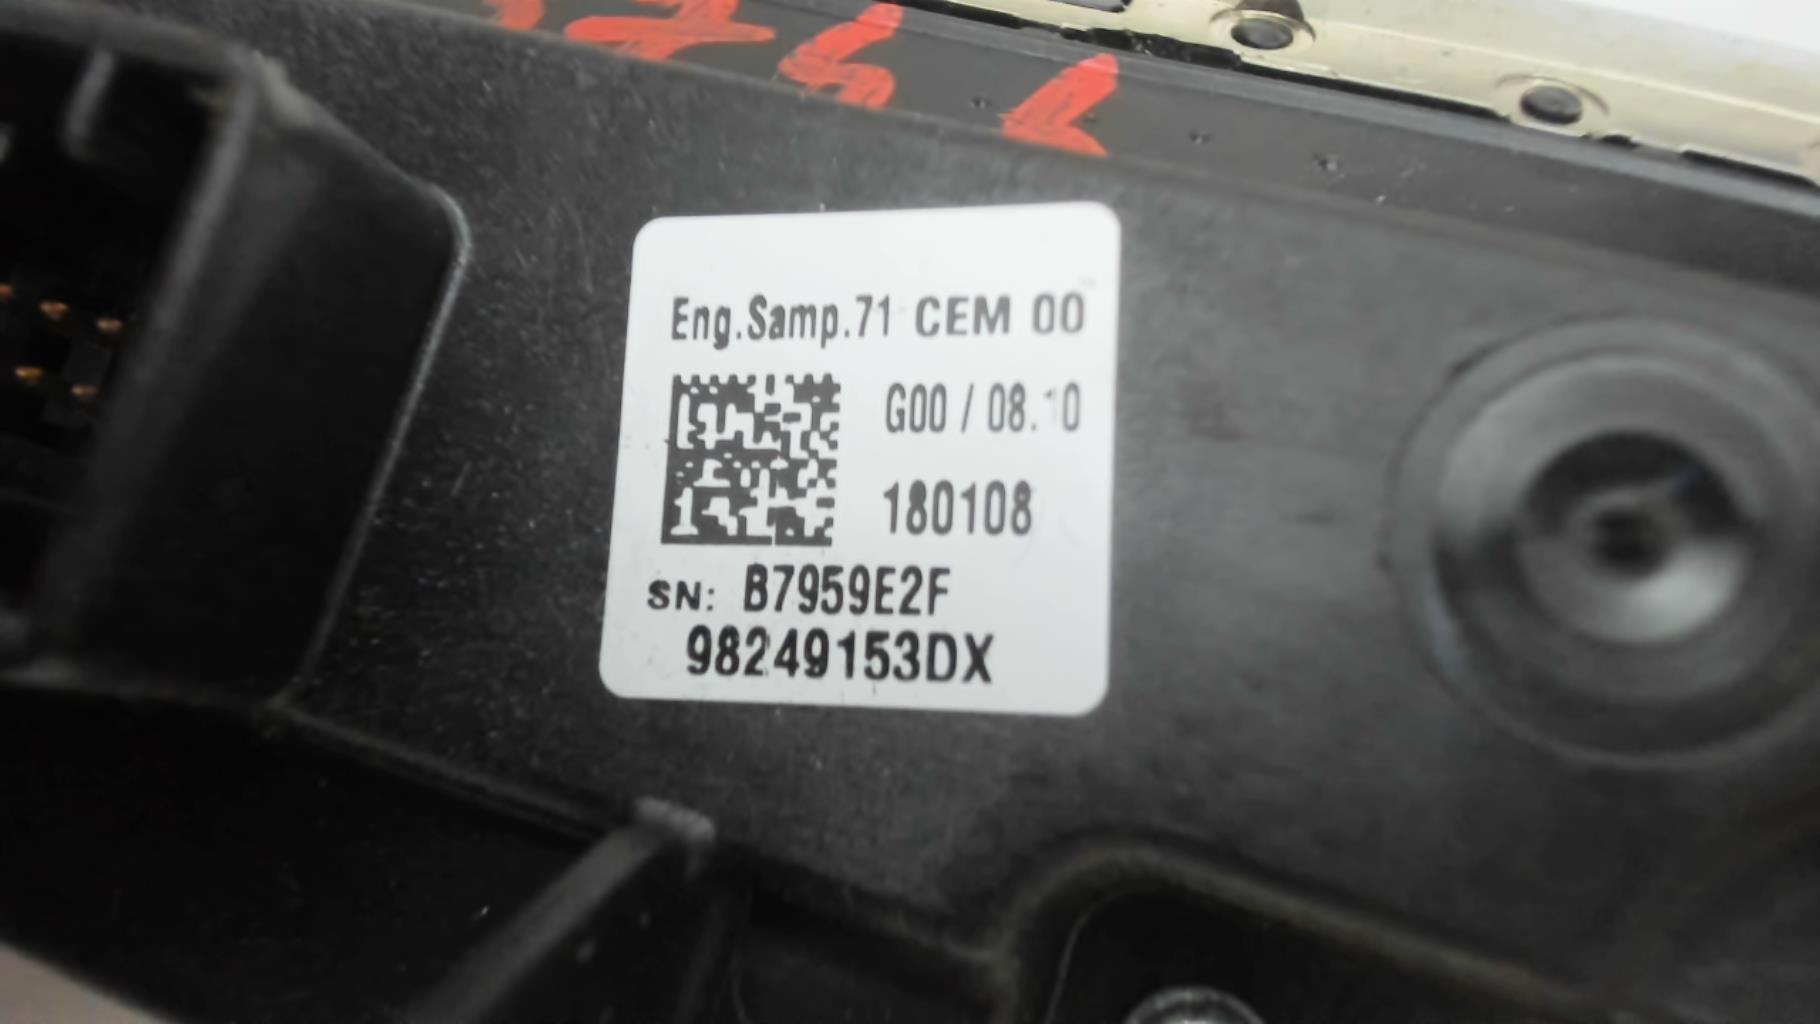 Eng.Samp.71 CEM 00
G00 / 08.10
180108
SN: B7959E2F
98249153DX